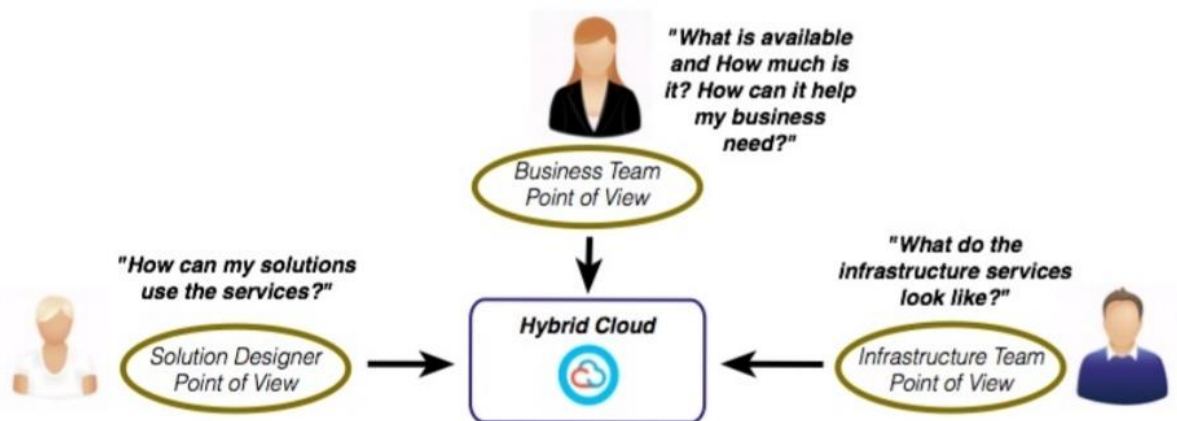 "What is available
and How much is
it? How can it help
my business
need?"
Business Team
Point of View
"How can my solutions
use the services?"
Solution Designer
Point of View
Hybrid Cloud
"What do the
infrastructure services
look like?"
Infrastructure Team
Point of View